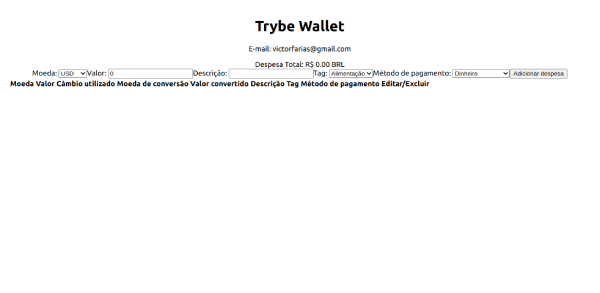 Trybe Wallet
E-mail: victorfarias@gmail.com
Despesa Total: R$ 0.00 BRL
Moeda: USD Valor: 0 Descrição: Tag: Alimentação Método de pagamento: Dinheiro Adicionar despesa
Moeda Valor Câmbio utilizado Moeda de conversão Valor convertido Descrição Tag Método de pagamento Editar/Excluir